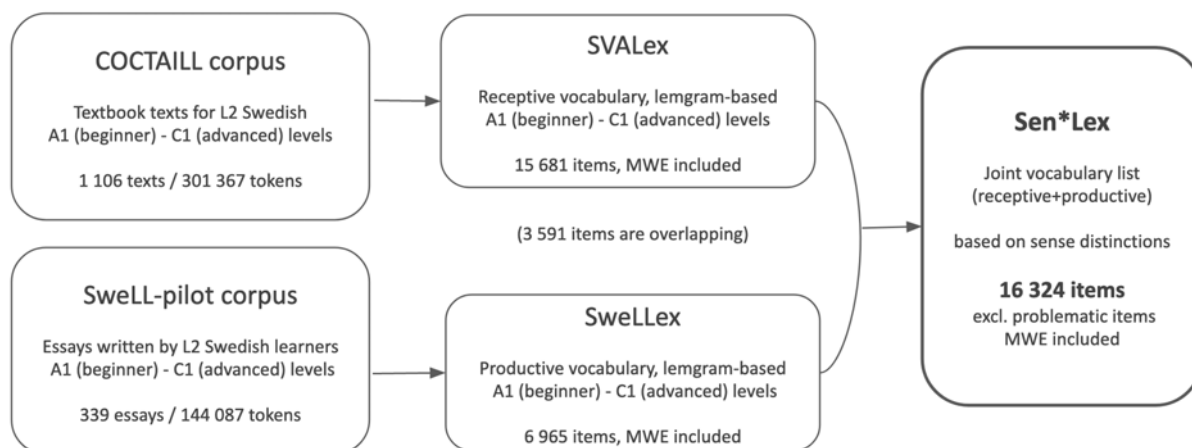 COCTAILL corpus
Textbook texts for L2 Swedish
A1 (beginner) - C1 (advanced) levels
1 106 texts / 301 367 tokens
SweLL-pilot corpus
Essays written by L2 Swedish learners
A1 (beginner) - C1 (advanced) levels
339 essays / 144 087 tokens
SVALex
Receptive vocabulary, lemgram-based
A1 (beginner) - C1 (advanced) levels
15 681 items, MWE included
(3 591 items are overlapping)
SweLLex
Productive vocabulary, lemgram-based
A1 (beginner) - C1 (advanced) levels
6 965 items, MWE included
Sen*Lex
Joint vocabulary list
(receptive+productive)
based on sense distinctions
16 324 items
excl. problematic items
MWE included